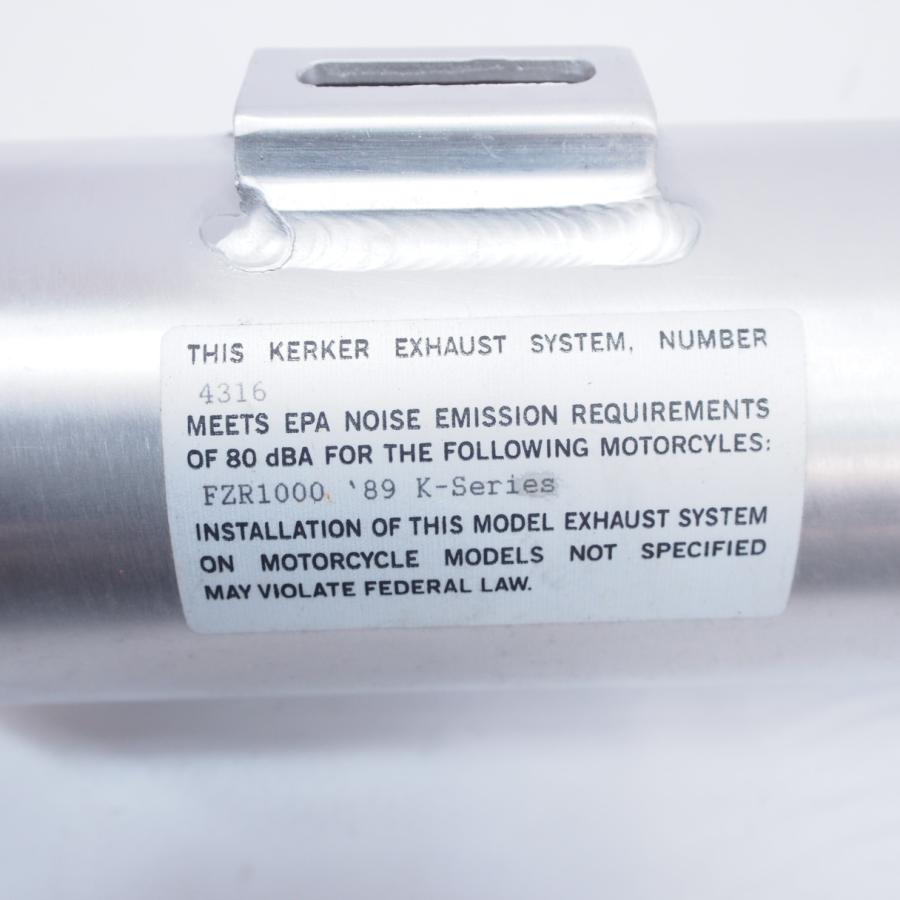 THIS KERKER EXHAUST SYSTEM, NUMBER
4316
MEETS EPA NOISE EMISSION REQUIREMENTS
OF 80 dBA FOR THE FOLLOWING MOTORCYLES:
FZR1000 '89 K-Series
INSTALLATION OF THIS MODEL EXHAUST SYSTEM
ON MOTORCYCLE MODELS NOT SPECIFIED
MAY VIOLATE FEDERAL LAW.